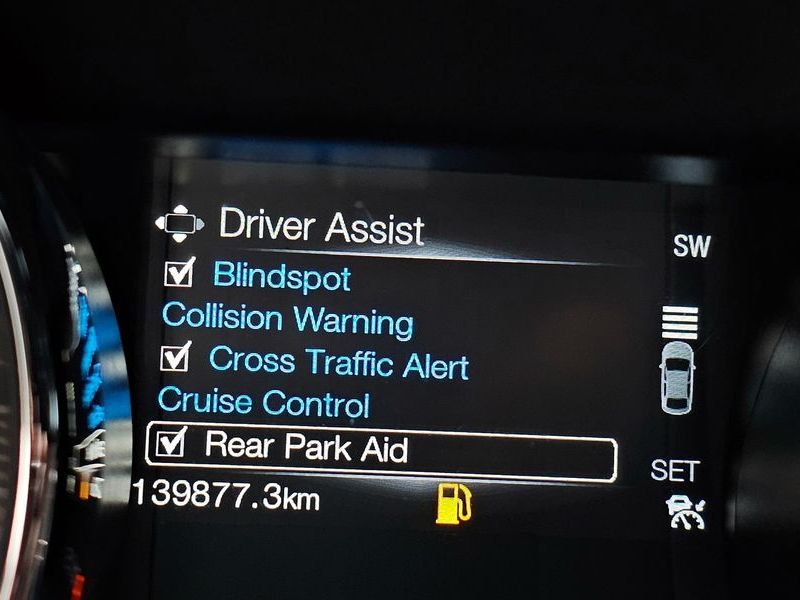 Driver Assist
SW
Blindspot
Collision Warning
Cross Traffic Alert
Cruise Control
Rear Park Aid
SET
139877.3km